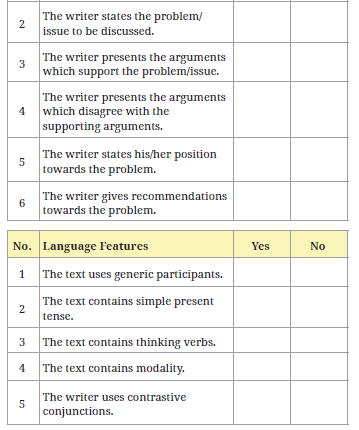 2 The writer states the problem/
issue to be discussed.
3 The writer presents the arguments
which support the problem/issue.
4 The writer presents the arguments
which disagree with the
supporting arguments.
5 The writer states his/her position
towards the problem.
6 The writer gives recommendations
towards the problem.
No. Language Features Yes No
1 The text uses generic participants.
2 The text contains simple present
tense.
3 The text contains thinking verbs.
4 The text contains modality.
5 The writer uses contrastive
conjunctions.